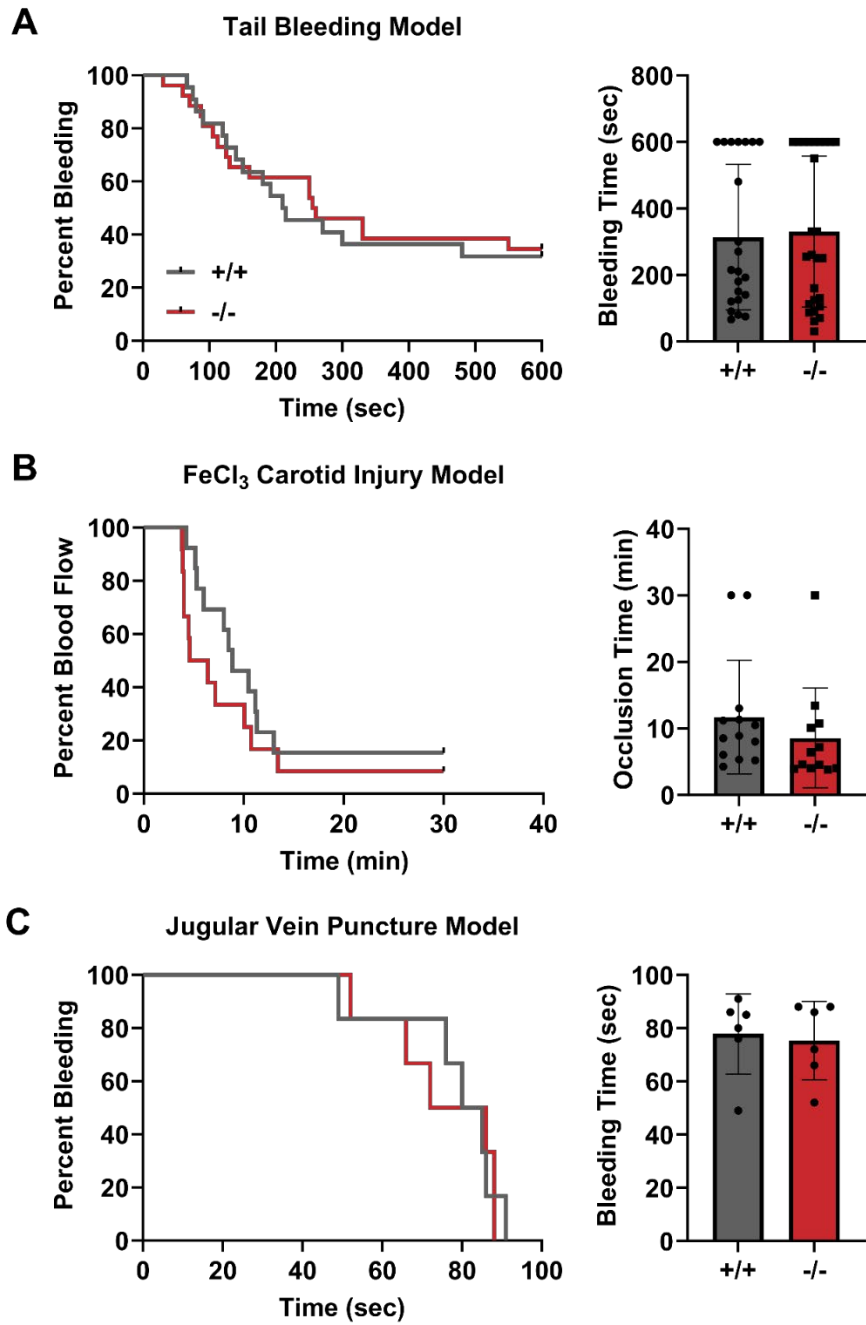 A
Tail Bleeding Model
Percent Bleeding
100
80
60
40
20
0
+/+
-/-
0 100 200 300 400 500 600
Time (sec)
Bleeding Time (sec)
800
600
400
200
0
+/+ -/-
B
FeCl₃ Carotid Injury Model
Percent Blood Flow
100
80
60
40
20
0
0 10 20 30 40
Time (min)
Occlusion Time (min)
40
30
20
10
0
+/+ -/-
C
Jugular Vein Puncture Model
Percent Bleeding
100
80
60
40
20
0
0 20 40 60 80 100
Time (sec)
Bleeding Time (sec)
100
80
60
40
20
0
+/+ -/-